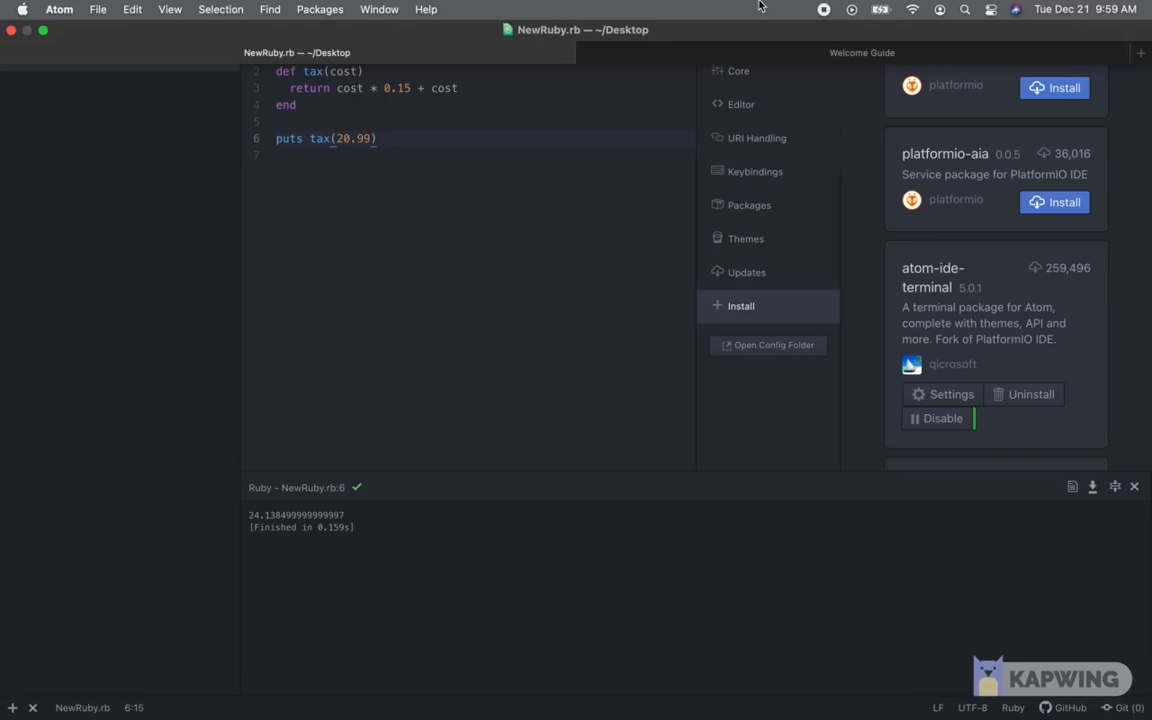 Atom File Edit View Selection Find Packages Window Help Tue Dec 21 9:59 AM
NewRuby.rb — ~/Desktop
NewRuby.rb — ~/Desktop Welcome Guide
2 def tax(cost)
3 return cost * 0.15 + cost
4 end
5
6 puts tax(20.99)
7
Core
Editor
URI Handling
Keybindings
Packages
Themes
Updates
Install
Open Config Folder
platformio Install
platformio-aia 0.0.5 36,016
Service package for PlatformIO IDE
platformio Install
atom-ide-
terminal 5.0.1 259,496
A terminal package for Atom,
complete with themes, API and
more. Fork of PlatformIO IDE.
qicrosoft
Settings Uninstall
Disable
Ruby - NewRuby.rb:6
24.138499999999997
[Finished in 0.159s]
KAPWING
NewRuby.rb 6:15 LF UTF-8 Ruby GitHub Git (0)